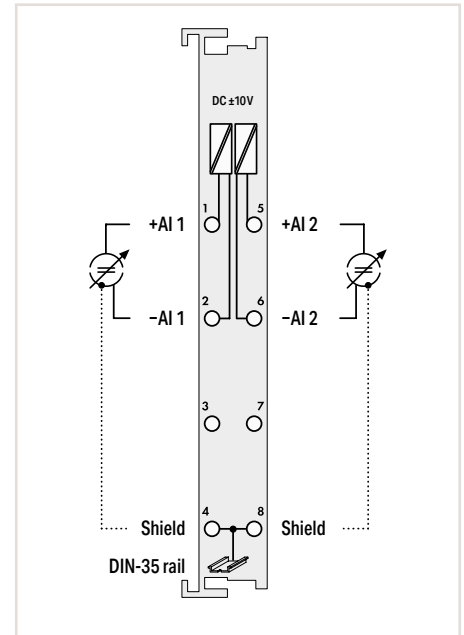 DC ±10V
1 5
+AI 1 +AI 2
2 6
−AI 1 −AI 2
3 7
4 8
Shield Shield
DIN-35 rail